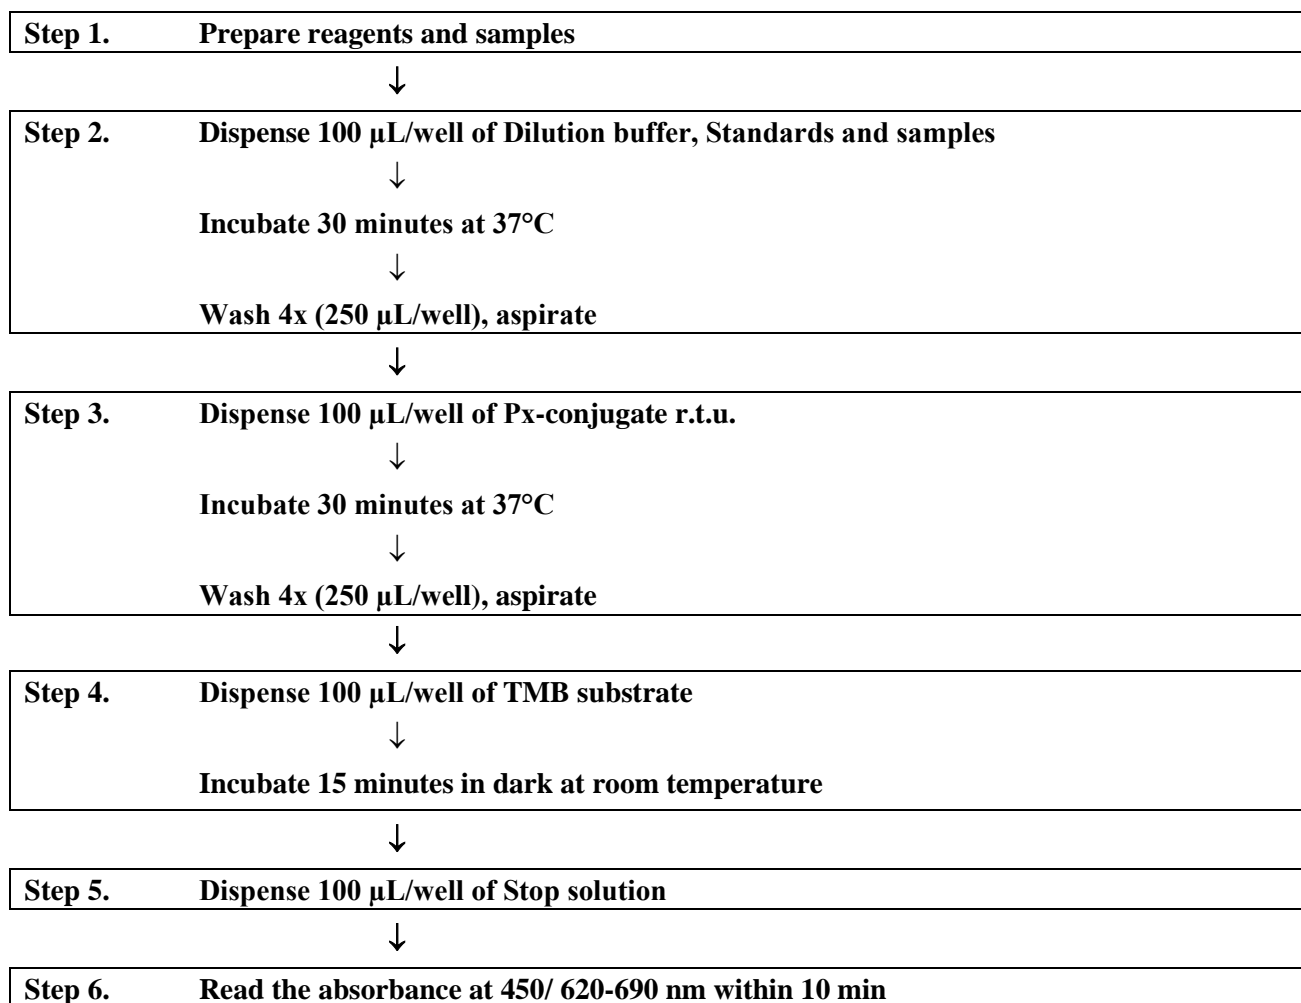 Step 1. Prepare reagents and samples
↓
Step 2. Dispense 100 µL/well of Dilution buffer, Standards and samples
↓
Incubate 30 minutes at 37°C
↓
Wash 4x (250 µL/well), aspirate
↓
Step 3. Dispense 100 µL/well of Px-conjugate r.t.u.
↓
Incubate 30 minutes at 37°C
↓
Wash 4x (250 µL/well), aspirate
↓
Step 4. Dispense 100 µL/well of TMB substrate
↓
Incubate 15 minutes in dark at room temperature
↓
Step 5. Dispense 100 µL/well of Stop solution
↓
Step 6. Read the absorbance at 450/ 620-690 nm within 10 min